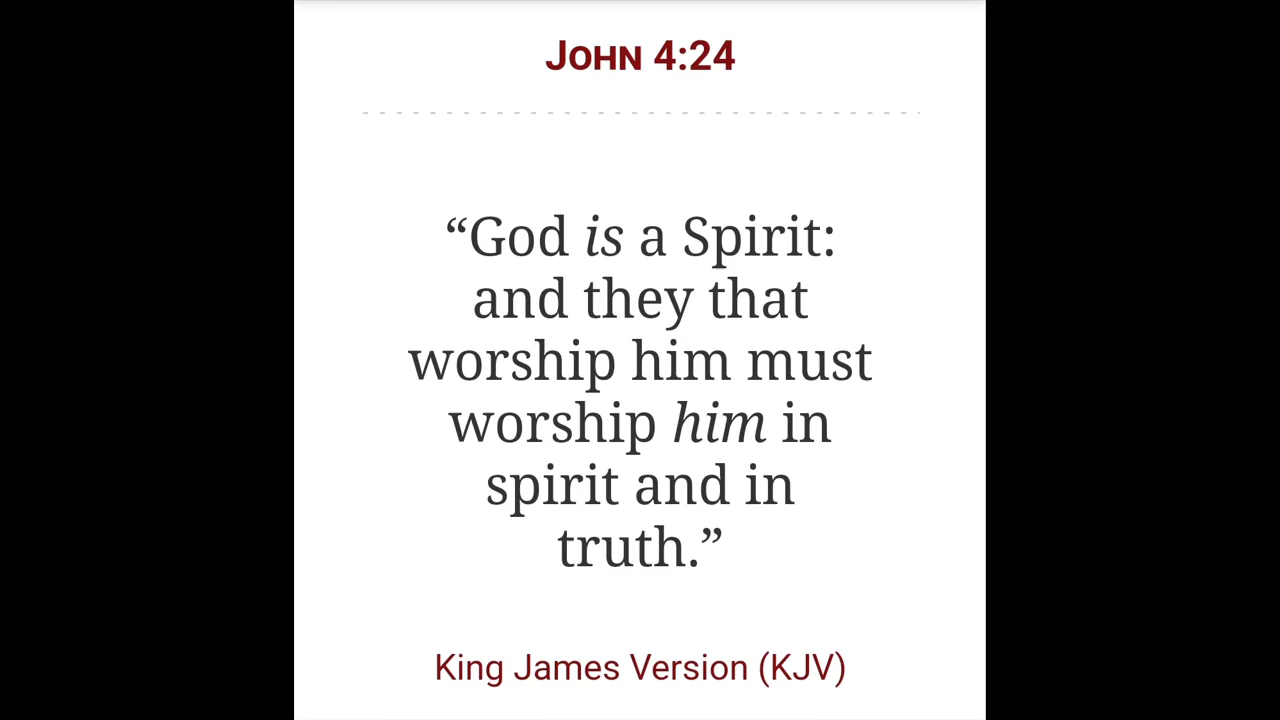 John 4:24
“God is a Spirit:
and they that
worship him must
worship him in
spirit and in
truth.”
King James Version (KJV)